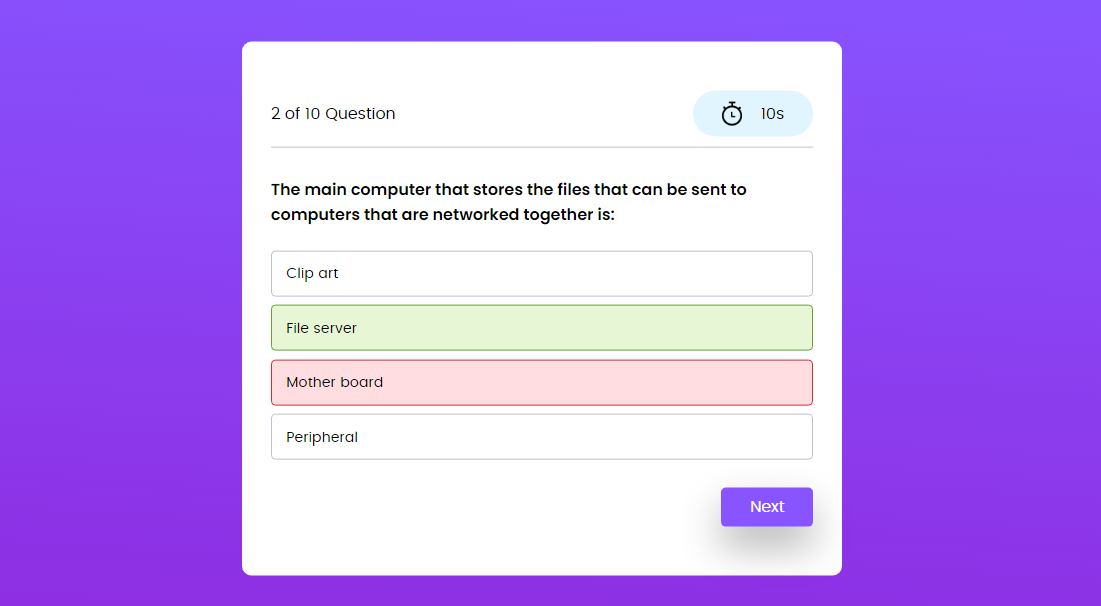 2 of 10 Question
10s
The main computer that stores the files that can be sent to
computers that are networked together is:
Clip art
File server
Mother board
Peripheral
Next